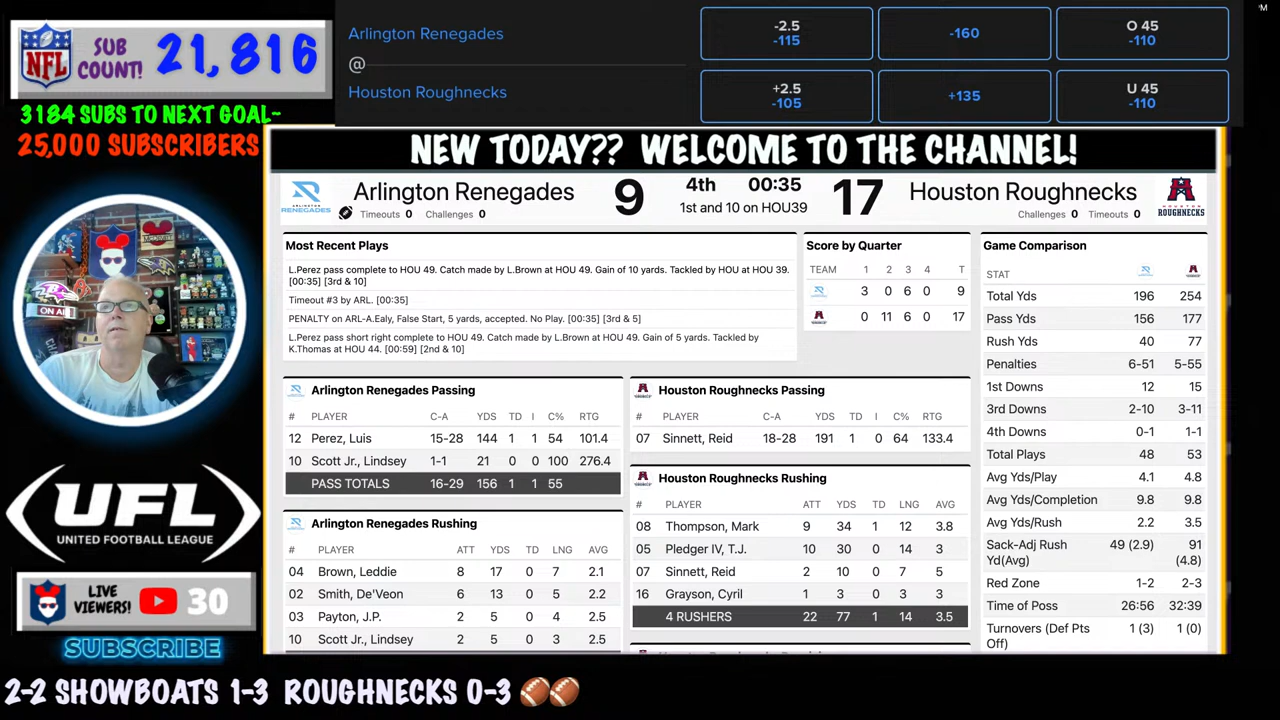 NFL
SUB
COUNT!
21,816
3184 SUBS TO NEXT GOAL~
25,000 SUBSCRIBERS
Arlington Renegades
@
Houston Roughnecks
-2.5
-115
-160
O 45
-110
+2.5
-105
+135
U 45
-110
NEW TODAY?? WELCOME TO THE CHANNEL!
RENEGADES
Arlington Renegades
Timeouts 0 Challenges 0
9
4th 00:35
1st and 10 on HOU39
17
Houston Roughnecks
Challenges 0 Timeouts 0
ROUGHNECKS
Most Recent Plays
L.Perez pass complete to HOU 49. Catch made by L.Brown at HOU 49. Gain of 10 yards. Tackled by HOU at HOU 39.
[00:35] [3rd & 10]
Timeout #3 by ARL. [00:35]
PENALTY on ARL-A.Ealy, False Start, 5 yards, accepted. No Play. [00:35] [3rd & 5]
L.Perez pass short right complete to HOU 49. Catch made by L.Brown at HOU 49. Gain of 5 yards. Tackled by
K.Thomas at HOU 44. [00:59] [2nd & 10]
Score by Quarter
TEAM 1 2 3 4 T
3 0 6 0 9
0 11 6 0 17
Game Comparison
STAT
Total Yds 196 254
Pass Yds 156 177
Rush Yds 40 77
Penalties 6-51 5-55
1st Downs 12 15
3rd Downs 2-10 3-11
4th Downs 0-1 1-1
Total Plays 48 53
Avg Yds/Play 4.1 4.8
Avg Yds/Completion 9.8 9.8
Avg Yds/Rush 2.2 3.5
Sack-Adj Rush 49 (2.9) 91
Yd(Avg) (4.8)
Red Zone 1-2 2-3
Time of Poss 26:56 32:39
Turnovers (Def Pts 1 (3) 1 (0)
Off)
Arlington Renegades Passing
# PLAYER C-A YDS TD I C% RTG
12 Perez, Luis 15-28 144 1 1 54 101.4
10 Scott Jr., Lindsey 1-1 21 0 0 100 276.4
PASS TOTALS 16-29 156 1 1 55
Arlington Renegades Rushing
# PLAYER ATT YDS TD LNG AVG
04 Brown, Leddie 8 17 0 7 2.1
02 Smith, De'Veon 6 13 0 5 2.2
03 Payton, J.P. 2 5 0 4 2.5
10 Scott Jr., Lindsey 2 5 0 3 2.5
Houston Roughnecks Passing
# PLAYER C-A YDS TD I C% RTG
07 Sinnett, Reid 18-28 191 1 0 64 133.4
Houston Roughnecks Rushing
# PLAYER ATT YDS TD LNG AVG
08 Thompson, Mark 9 34 1 12 3.8
05 Pledger IV, T.J. 10 30 0 14 3
07 Sinnett, Reid 2 10 0 7 5
16 Grayson, Cyril 1 3 0 3 3
4 RUSHERS 22 77 1 14 3.5
UFL
UNITED FOOTBALL LEAGUE
LIVE
VIEWERS!
30
SUBSCRIBE
2-2 SHOWBOATS 1-3 ROUGHNECKS 0-3 🏈🏈